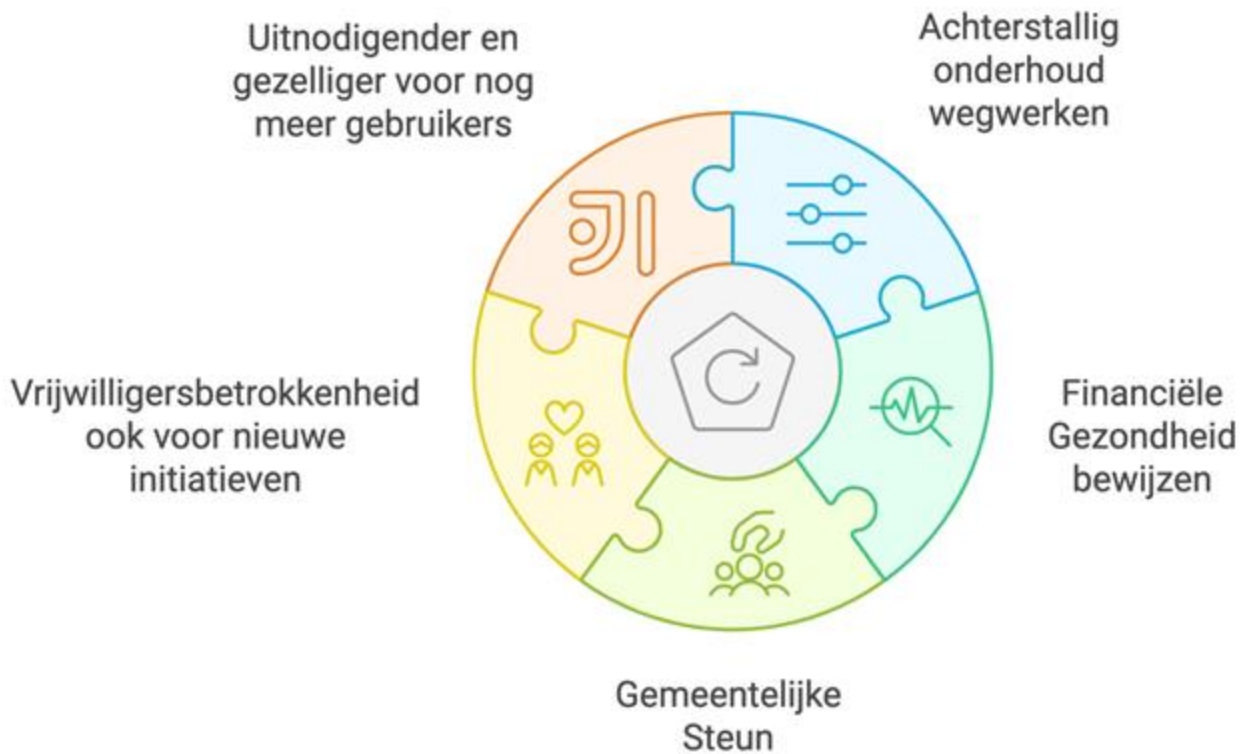 Uitnodigender en
gezelliger voor nog
meer gebruikers
Achterstallig
onderhoud
wegwerken
Vrijwilligersbetrokkenheid
ook voor nieuwe
initiatieven
Financiële
Gezondheid
bewijzen
Gemeentelijke
Steun